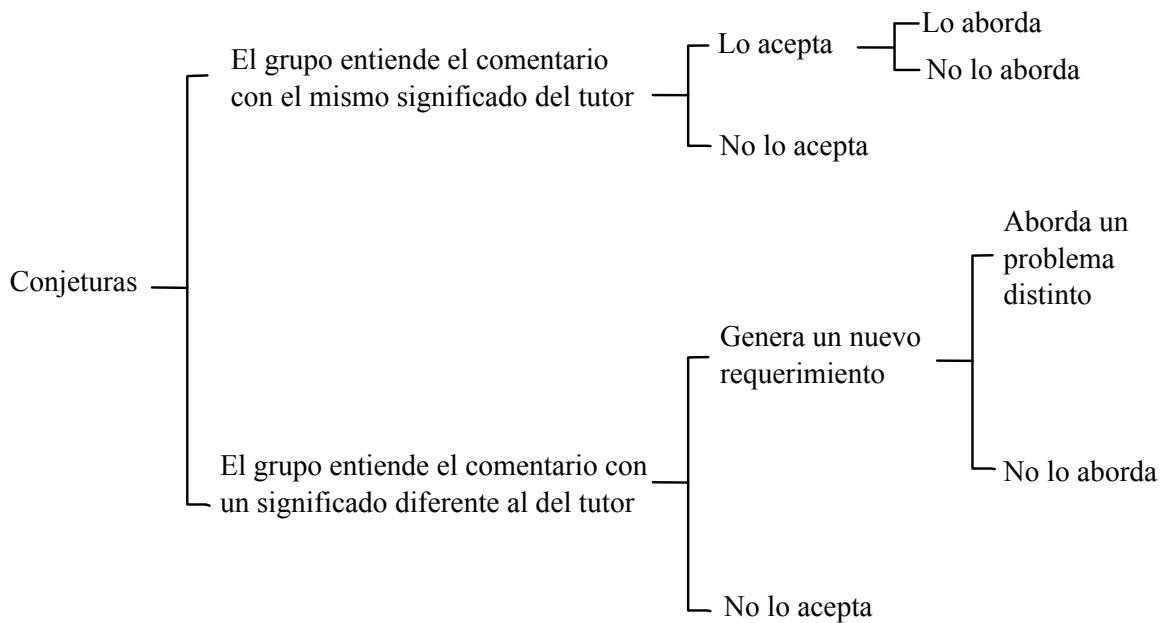 Conjeturas
El grupo entiende el comentario
con el mismo significado del tutor
Lo acepta
Lo aborda
No lo aborda
No lo acepta
El grupo entiende el comentario con
un significado diferente al del tutor
Genera un nuevo
requerimiento
Aborda un
problema
distinto
No lo aborda
No lo acepta